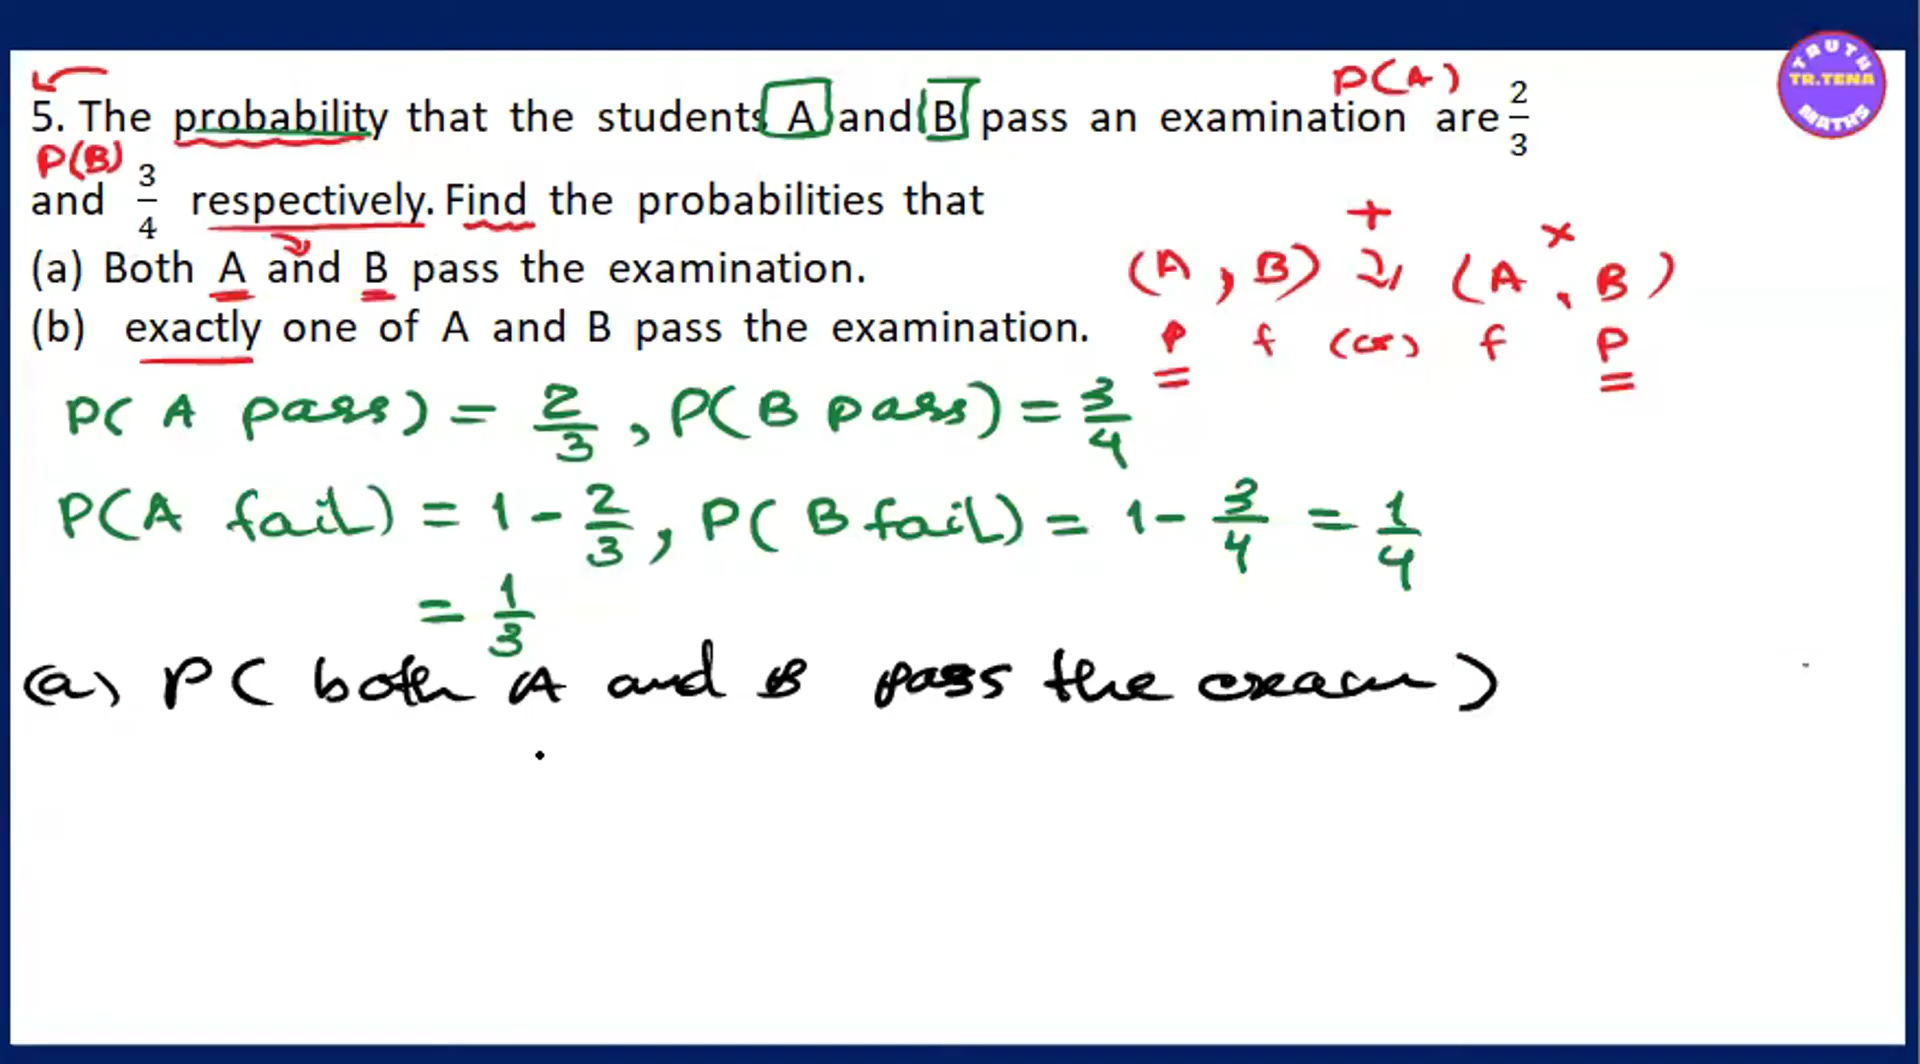 P(A)
5. The probability that the students A and B pass an examination are 2/3
P(B)
and 3/4 respectively. Find the probabilities that
(a) Both A and B pass the examination.
(b) exactly one of A and B pass the examination.
+ ×
(A , B) (A , B)
P f (or) f P
P( A pass) = 2/3 , P( B pass) = 3/4
P(A fail) = 1 - 2/3 , P( B fail) = 1 - 3/4 = 1/4
= 1/3
(a) P( both A and B pass the exam )
TRUTH
TR.TENA
MATHS